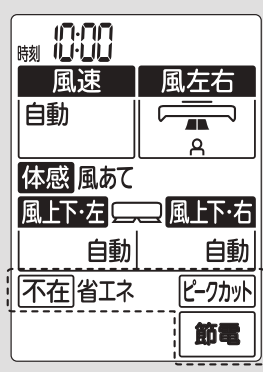 時刻 10:00
風速 風左右
自動
体感 風あて
風上下・左 風上下・右
自動 自動
不在 省エネ ピークカット
節電